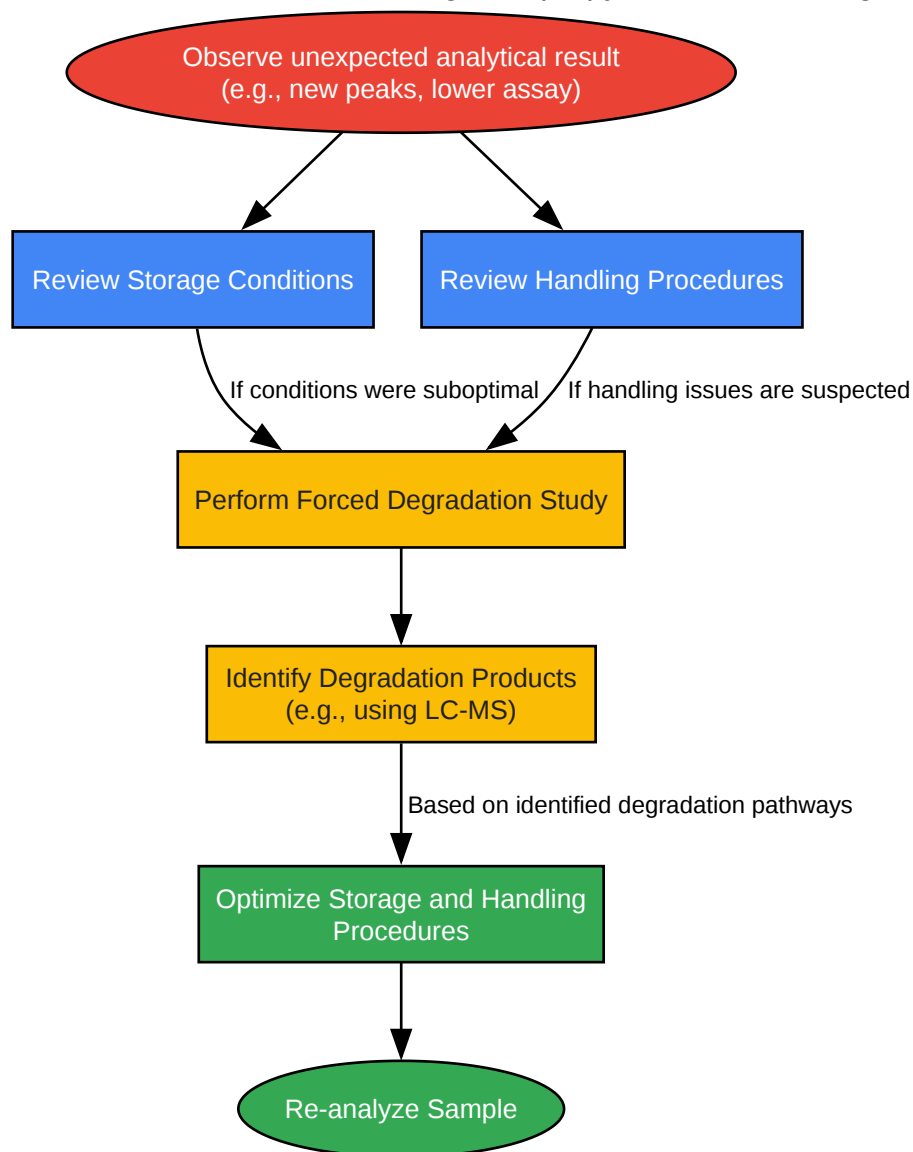 Observe unexpected analytical result
(e.g., new peaks, lower assay)
Review Storage Conditions
Review Handling Procedures
If conditions were suboptimal
If handling issues are suspected
Perform Forced Degradation Study
Identify Degradation Products
(e.g., using LC-MS)
Based on identified degradation pathways
Optimize Storage and Handling
Procedures
Re-analyze Sample